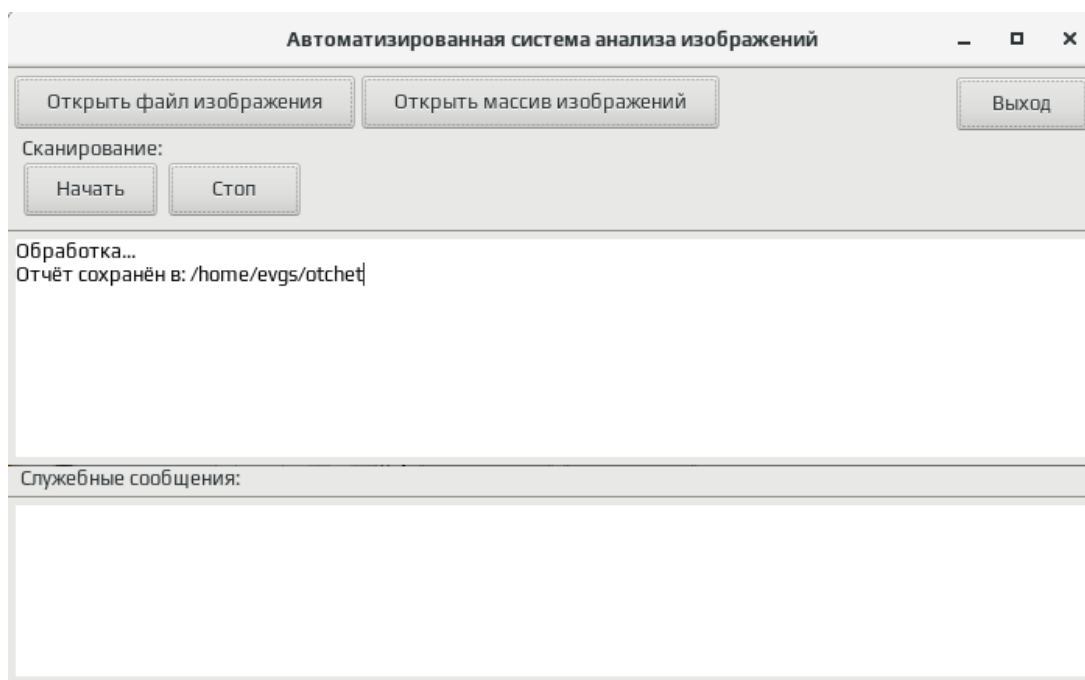 Автоматизированная система анализа изображений
Открыть файл изображения
Открыть массив изображений
Выход
Сканирование:
Начать
Стоп
Обработка...
Отчёт сохранён в: /home/evgs/otchet
Служебные сообщения: